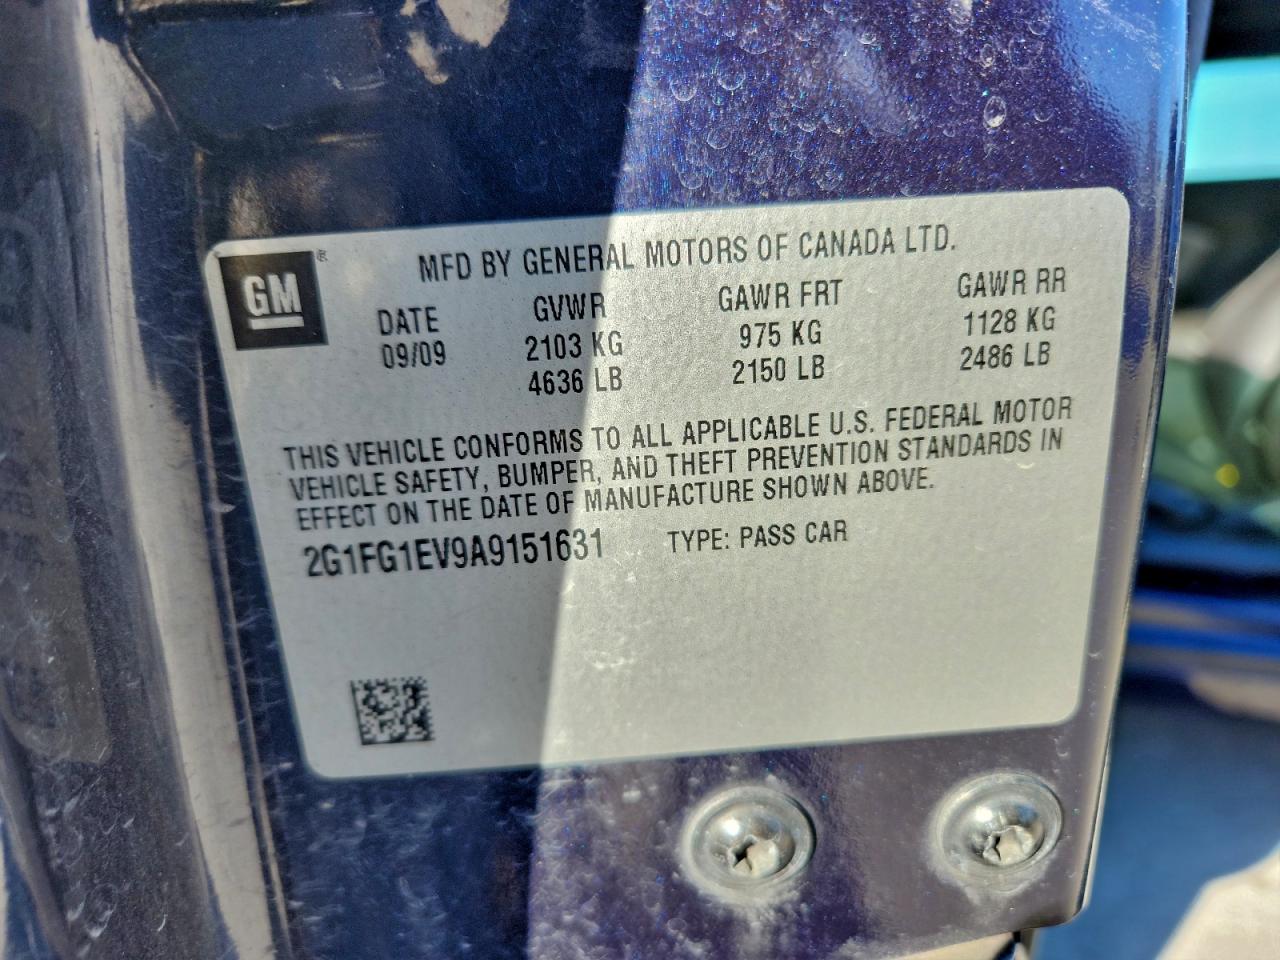 GM ®
MFD BY GENERAL MOTORS OF CANADA LTD.
DATE GVWR GAWR FRT GAWR RR
09/09 2103 KG 975 KG 1128 KG
4636 LB 2150 LB 2486 LB
THIS VEHICLE CONFORMS TO ALL APPLICABLE U.S. FEDERAL MOTOR
VEHICLE SAFETY, BUMPER, AND THEFT PREVENTION STANDARDS IN
EFFECT ON THE DATE OF MANUFACTURE SHOWN ABOVE.
2G1FG1EV9A9151631 TYPE: PASS CAR